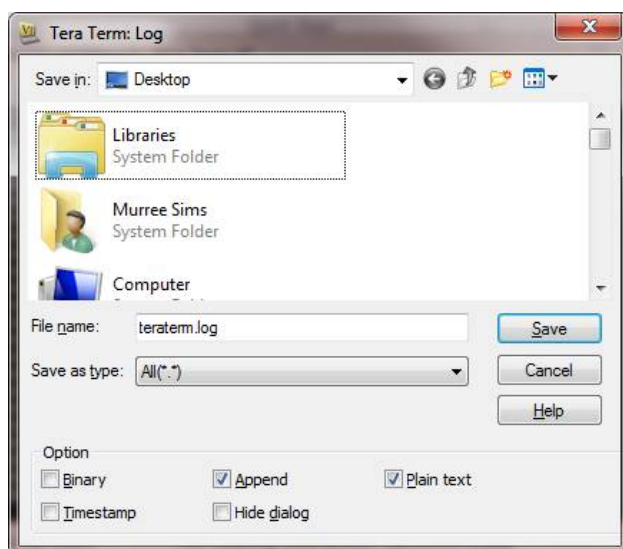 Tera Term: Log
Save in: Desktop
Libraries
System Folder
Murree Sims
System Folder
Computer
File name: teraterm.log
Save
Save as type: All(*.*)
Cancel
Help
Option
Binary
Append
Plain text
Timestamp
Hide dialog